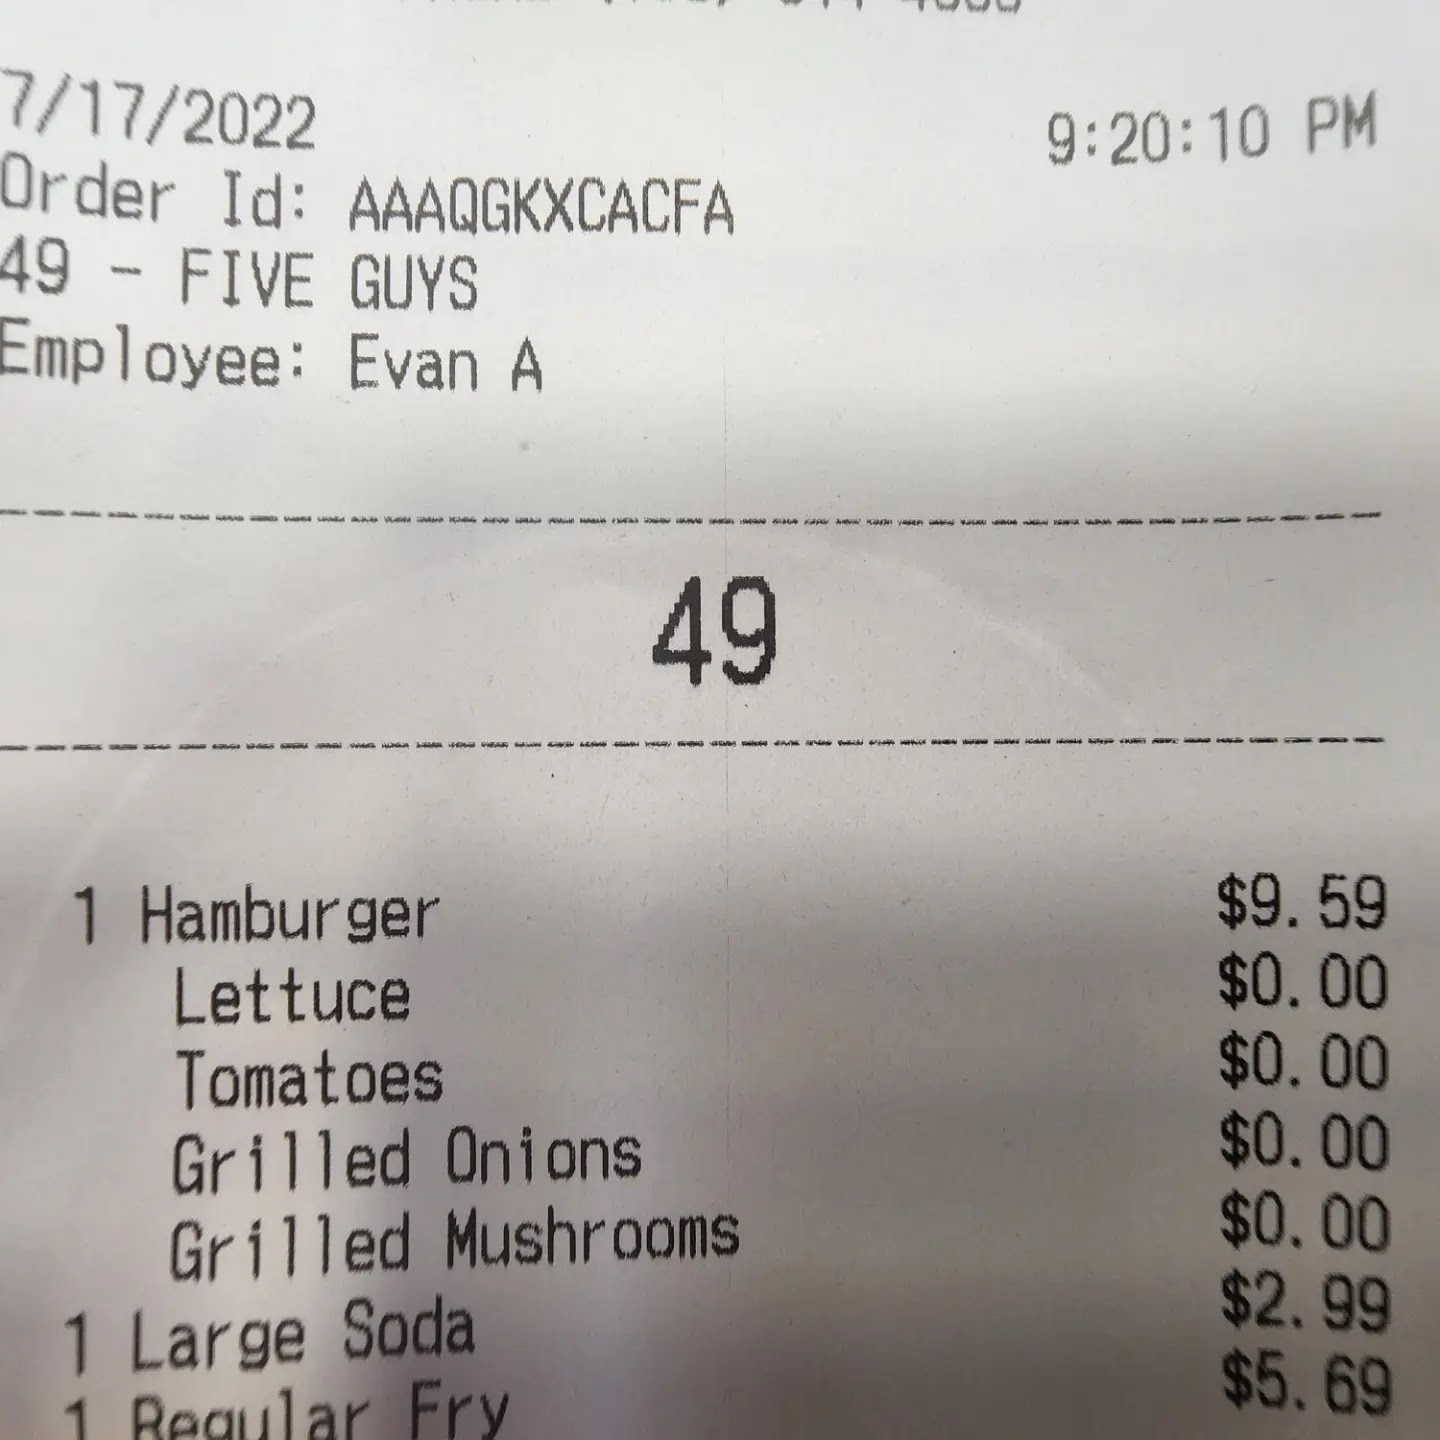 7/17/2022 9:20:10 PM
Order Id: AAAQGKXCACFA
49 - FIVE GUYS
Employee: Evan A
49
1 Hamburger $9.59
Lettuce $0.00
Tomatoes $0.00
Grilled Onions $0.00
Grilled Mushrooms $0.00
1 Large Soda $2.99
1 Regular Fry $5.69